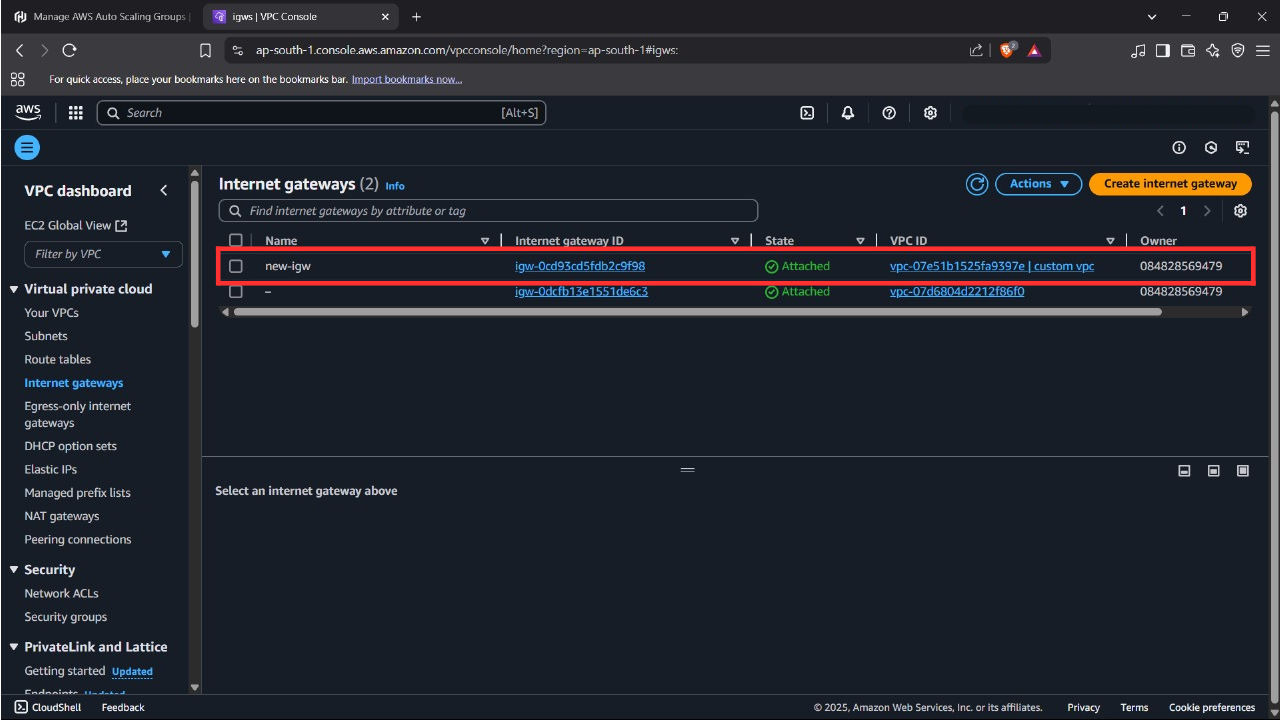 Manage AWS Auto Scaling Groups
igws | VPC Console
ap-south-1.console.aws.amazon.com/vpcconsole/home?region=ap-south-1#igws:
2
For quick access, place your bookmarks here on the bookmarks bar. Import bookmarks now...
aws
Search
[Alt+S]
VPC dashboard
EC2 Global View
Filter by VPC
Virtual private cloud
Your VPCs
Subnets
Route tables
Internet gateways
Egress-only internet
gateways
DHCP option sets
Elastic IPs
Managed prefix lists
NAT gateways
Peering connections
Security
Network ACLs
Security groups
PrivateLink and Lattice
Getting started Updated
Endpoints Updated
Internet gateways (2) Info
Actions
Create internet gateway
Find internet gateways by attribute or tag
1
Name Internet gateway ID State VPC ID Owner
new-igw igw-0cd93cd5fdb2c9f98 Attached vpc-07e51b1525fa9397e | custom vpc 084828569479
– igw-0dcfb13e1551de6c3 Attached vpc-07d6804d2212f86f0 084828569479
Select an internet gateway above
CloudShell Feedback © 2025, Amazon Web Services, Inc. or its affiliates. Privacy Terms Cookie preferences